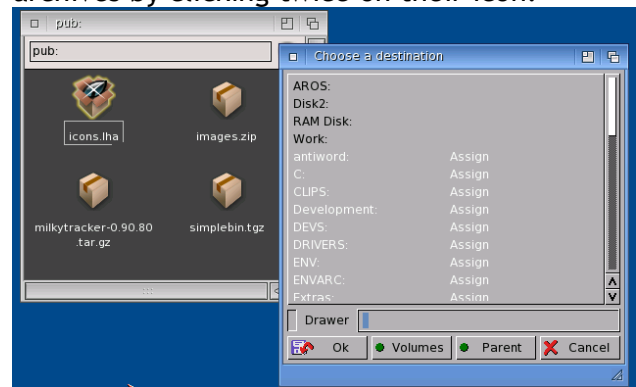 archives by clicking twice on their icon.
pub:
pub:
icons.lha
images.zip
milkytracker-0.90.80
.tar.gz
simplebin.tgz
Choose a destination
AROS:
Disk2:
RAM Disk:
Work:
antiword: Assign
C: Assign
CLIPS: Assign
Development: Assign
DEVS: Assign
DRIVERS: Assign
ENV: Assign
ENVARC: Assign
Extras: Assign
Drawer
Ok Volumes Parent Cancel